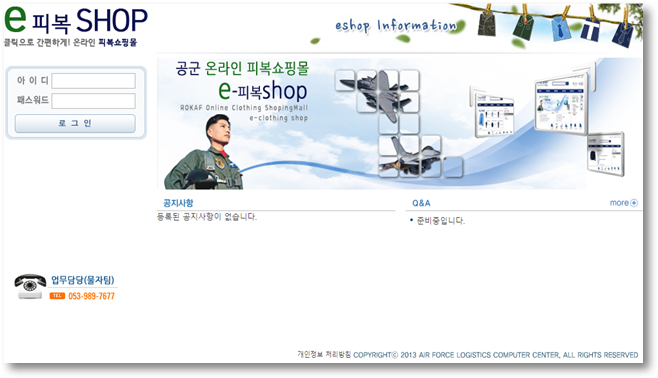 e 피복 SHOP
클릭으로 간편하게! 온라인 피복쇼핑몰
eshop Information
아 이 디
패스워드
로 그 인
공군 온라인 피복쇼핑몰
e-피복shop
ROKAF Online Clothing ShopingMall
e-clothing shop
공지사항
등록된 공지사항이 없습니다.
Q&A
more
• 준비중입니다.
업무담당(물자팀)
TEL 053-989-7677
개인정보 처리방침 COPYRIGHTⓒ 2013 AIR FORCE LOGISTICS COMPUTER CENTER, ALL RIGHTS RESERVED